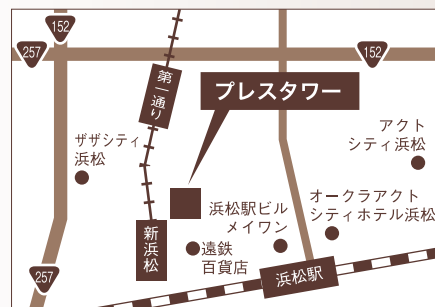 152
257
152
第一通り
プレスタワー
ザザシティ
浜松
アクト
シティ浜松
オークラアクト
シティホテル浜松
浜松駅ビル
メイワン
新浜松
遠鉄
百貨店
257
浜松駅